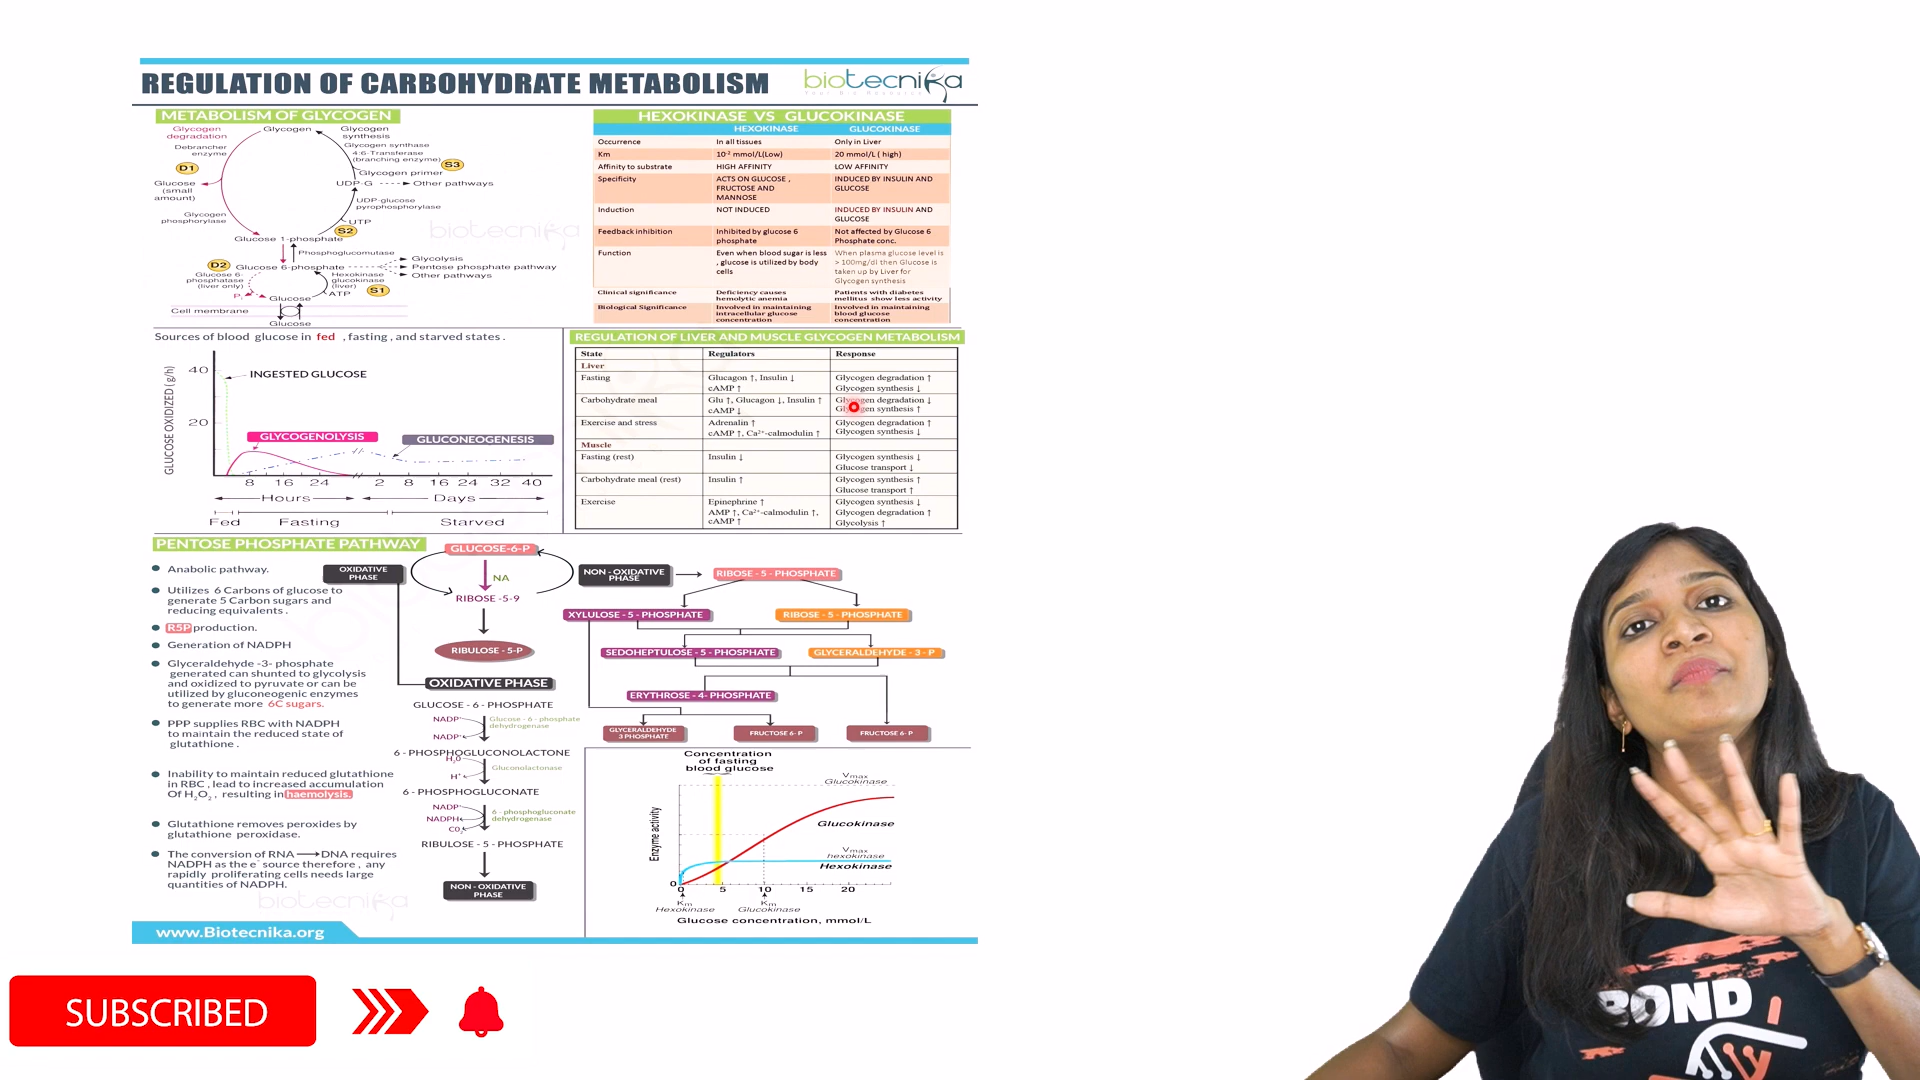 REGULATION OF CARBOHYDRATE METABOLISM
biotecnika
METABOLISM OF GLYCOGEN
Glycogen
degradation
Glycogen
Glycogen
synthesis
Debrancher
enzyme
Glycogen synthase
4:6-Transferase
(branching enzyme)
D1
S3
Glycogen primer
Glucose
(small
amount)
UDP-G
Other pathways
UDP-glucose
pyrophosphorylase
Glycogen
phosphorylase
UTP
S2
Glucose 1-phosphate
Phosphoglucomutase
Glycolysis
D2
Glucose 6-phosphate
Pentose phosphate pathway
Other pathways
Glucose 6-
phosphatase
(liver only)
Hexokinase
glucokinase
(liver)
S1
ATP
Glucose
Cell membrane
Glucose
biotecnika
HEXOKINASE VS GLUCOKINASE
HEXOKINASE GLUCOKINASE
Occurrence In all tissues Only in Liver
Km 10-2 mmol/L(Low) 20 mmol/L ( high)
Affinity to substrate HIGH AFFINITY LOW AFFINITY
Specificity ACTS ON GLUCOSE , INDUCED BY INSULIN AND
FRUCTOSE AND GLUCOSE
MANNOSE
Induction NOT INDUCED INDUCED BY INSULIN AND
GLUCOSE
Feedback inhibition Inhibited by glucose 6 Not affected by Glucose 6
phosphate Phosphate conc.
Function Even when blood sugar is less When plasma glucose level is
, glucose is utilized by body > 100mg/dl then Glucose is
cells taken up by Liver for
Glycogen synthesis
Clinical significance Deficiency causes Patients with diabetes
hemolytic anemia mellitus show less activity
Biological Significance Involved in maintaining Involved in maintaining
intracellular glucose blood glucose
concentration concentration
Sources of blood glucose in fed , fasting , and starved states .
GLUCOSE OXIDIZED ( g/h)
40
20
INGESTED GLUCOSE
GLYCOGENOLYSIS
GLUCONEOGENESIS
8 16 24 2 8 16 24 32 40
Hours Days
Fed Fasting Starved
REGULATION OF LIVER AND MUSCLE GLYCOGEN METABOLISM
State Regulators Response
Liver
Fasting Glucagon ↑, Insulin ↓ Glycogen degradation ↑
cAMP ↑ Glycogen synthesis ↓
Carbohydrate meal Glu ↑, Glucagon ↓, Insulin ↑ Glycogen degradation ↓
cAMP ↓ Glycogen synthesis ↑
Exercise and stress Adrenalin ↑ Glycogen degradation ↑
cAMP ↑, Ca2+-calmodulin ↑ Glycogen synthesis ↓
Muscle
Fasting (rest) Insulin ↓ Glycogen synthesis ↓
Glucose transport ↓
Carbohydrate meal (rest) Insulin ↑ Glycogen synthesis ↑
Glucose transport ↑
Exercise Epinephrine ↑ Glycogen synthesis ↓
AMP ↑, Ca2+-calmodulin ↑, Glycogen degradation ↑
cAMP ↑ Glycolysis ↑
PENTOSE PHOSPHATE PATHWAY
Anabolic pathway.
Utilizes 6 Carbons of glucose to
generate 5 Carbon sugars and
reducing equivalents .
R5P production.
Generation of NADPH
Glyceraldehyde -3- phosphate
generated can shunted to glycolysis
and oxidized to pyruvate or can be
utilized by gluconeogenic enzymes
to generate more 6C sugars.
PPP supplies RBC with NADPH
to maintain the reduced state of
glutathione .
Inability to maintain reduced glutathione
in RBC , lead to increased accumulation
Of H2O2 , resulting in haemolysis.
Glutathione removes peroxides by
glutathione peroxidase.
The conversion of RNA ⟶ DNA requires
NADPH as the e- source therefore , any
rapidly proliferating cells needs large
quantities of NADPH.
biotecnika
GLUCOSE-6-P
OXIDATIVE
PHASE
NA
RIBOSE -5-9
RIBULOSE - 5-P
OXIDATIVE PHASE
GLUCOSE - 6 - PHOSPHATE
NADP+
Glucose - 6 - phosphate
dehydrogenase
NADP+
6 - PHOSPHOGLUCONOLACTONE
H2O
Gluconolactonase
H+
6 - PHOSPHOGLUCONATE
NADP+
NADPH
6 - phosphogluconate
dehydrogenase
CO2
RIBULOSE - 5 - PHOSPHATE
NON - OXIDATIVE
PHASE
NON - OXIDATIVE
PHASE
RIBOSE - 5 - PHOSPHATE
XYLULOSE - 5 - PHOSPHATE
RIBOSE - 5 - PHOSPHATE
SEDOHEPTULOSE - 5 - PHOSPHATE
GLYCERALDEHYDE - 3 - P
ERYTHROSE - 4- PHOSPHATE
GLYCERALDEHYDE
3 PHOSPHATE
FRUCTOSE 6- P
FRUCTOSE 6- P
Concentration
of fasting
blood glucose
Vmax
Glucokinase
Enzyme activity
Glucokinase
Vmax
hexokinase
Hexokinase
0
0 5 10 15 20
Km
Hexokinase
Km
Glucokinase
Glucose concentration, mmol/L
www.Biotecnika.org
SUBSCRIBED
BOND